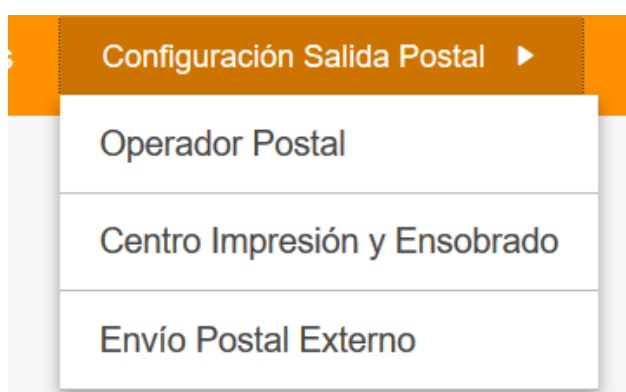 Configuración Salida Postal
Operador Postal
Centro Impresión y Ensobrado
Envío Postal Externo